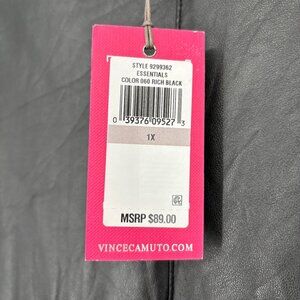 STYLE 9299362
ESSENTIALS
COLOR 060 RICH BLACK
0 39376 09527 3
1X
MSRP $89.00
VINCECAMUTO.COM